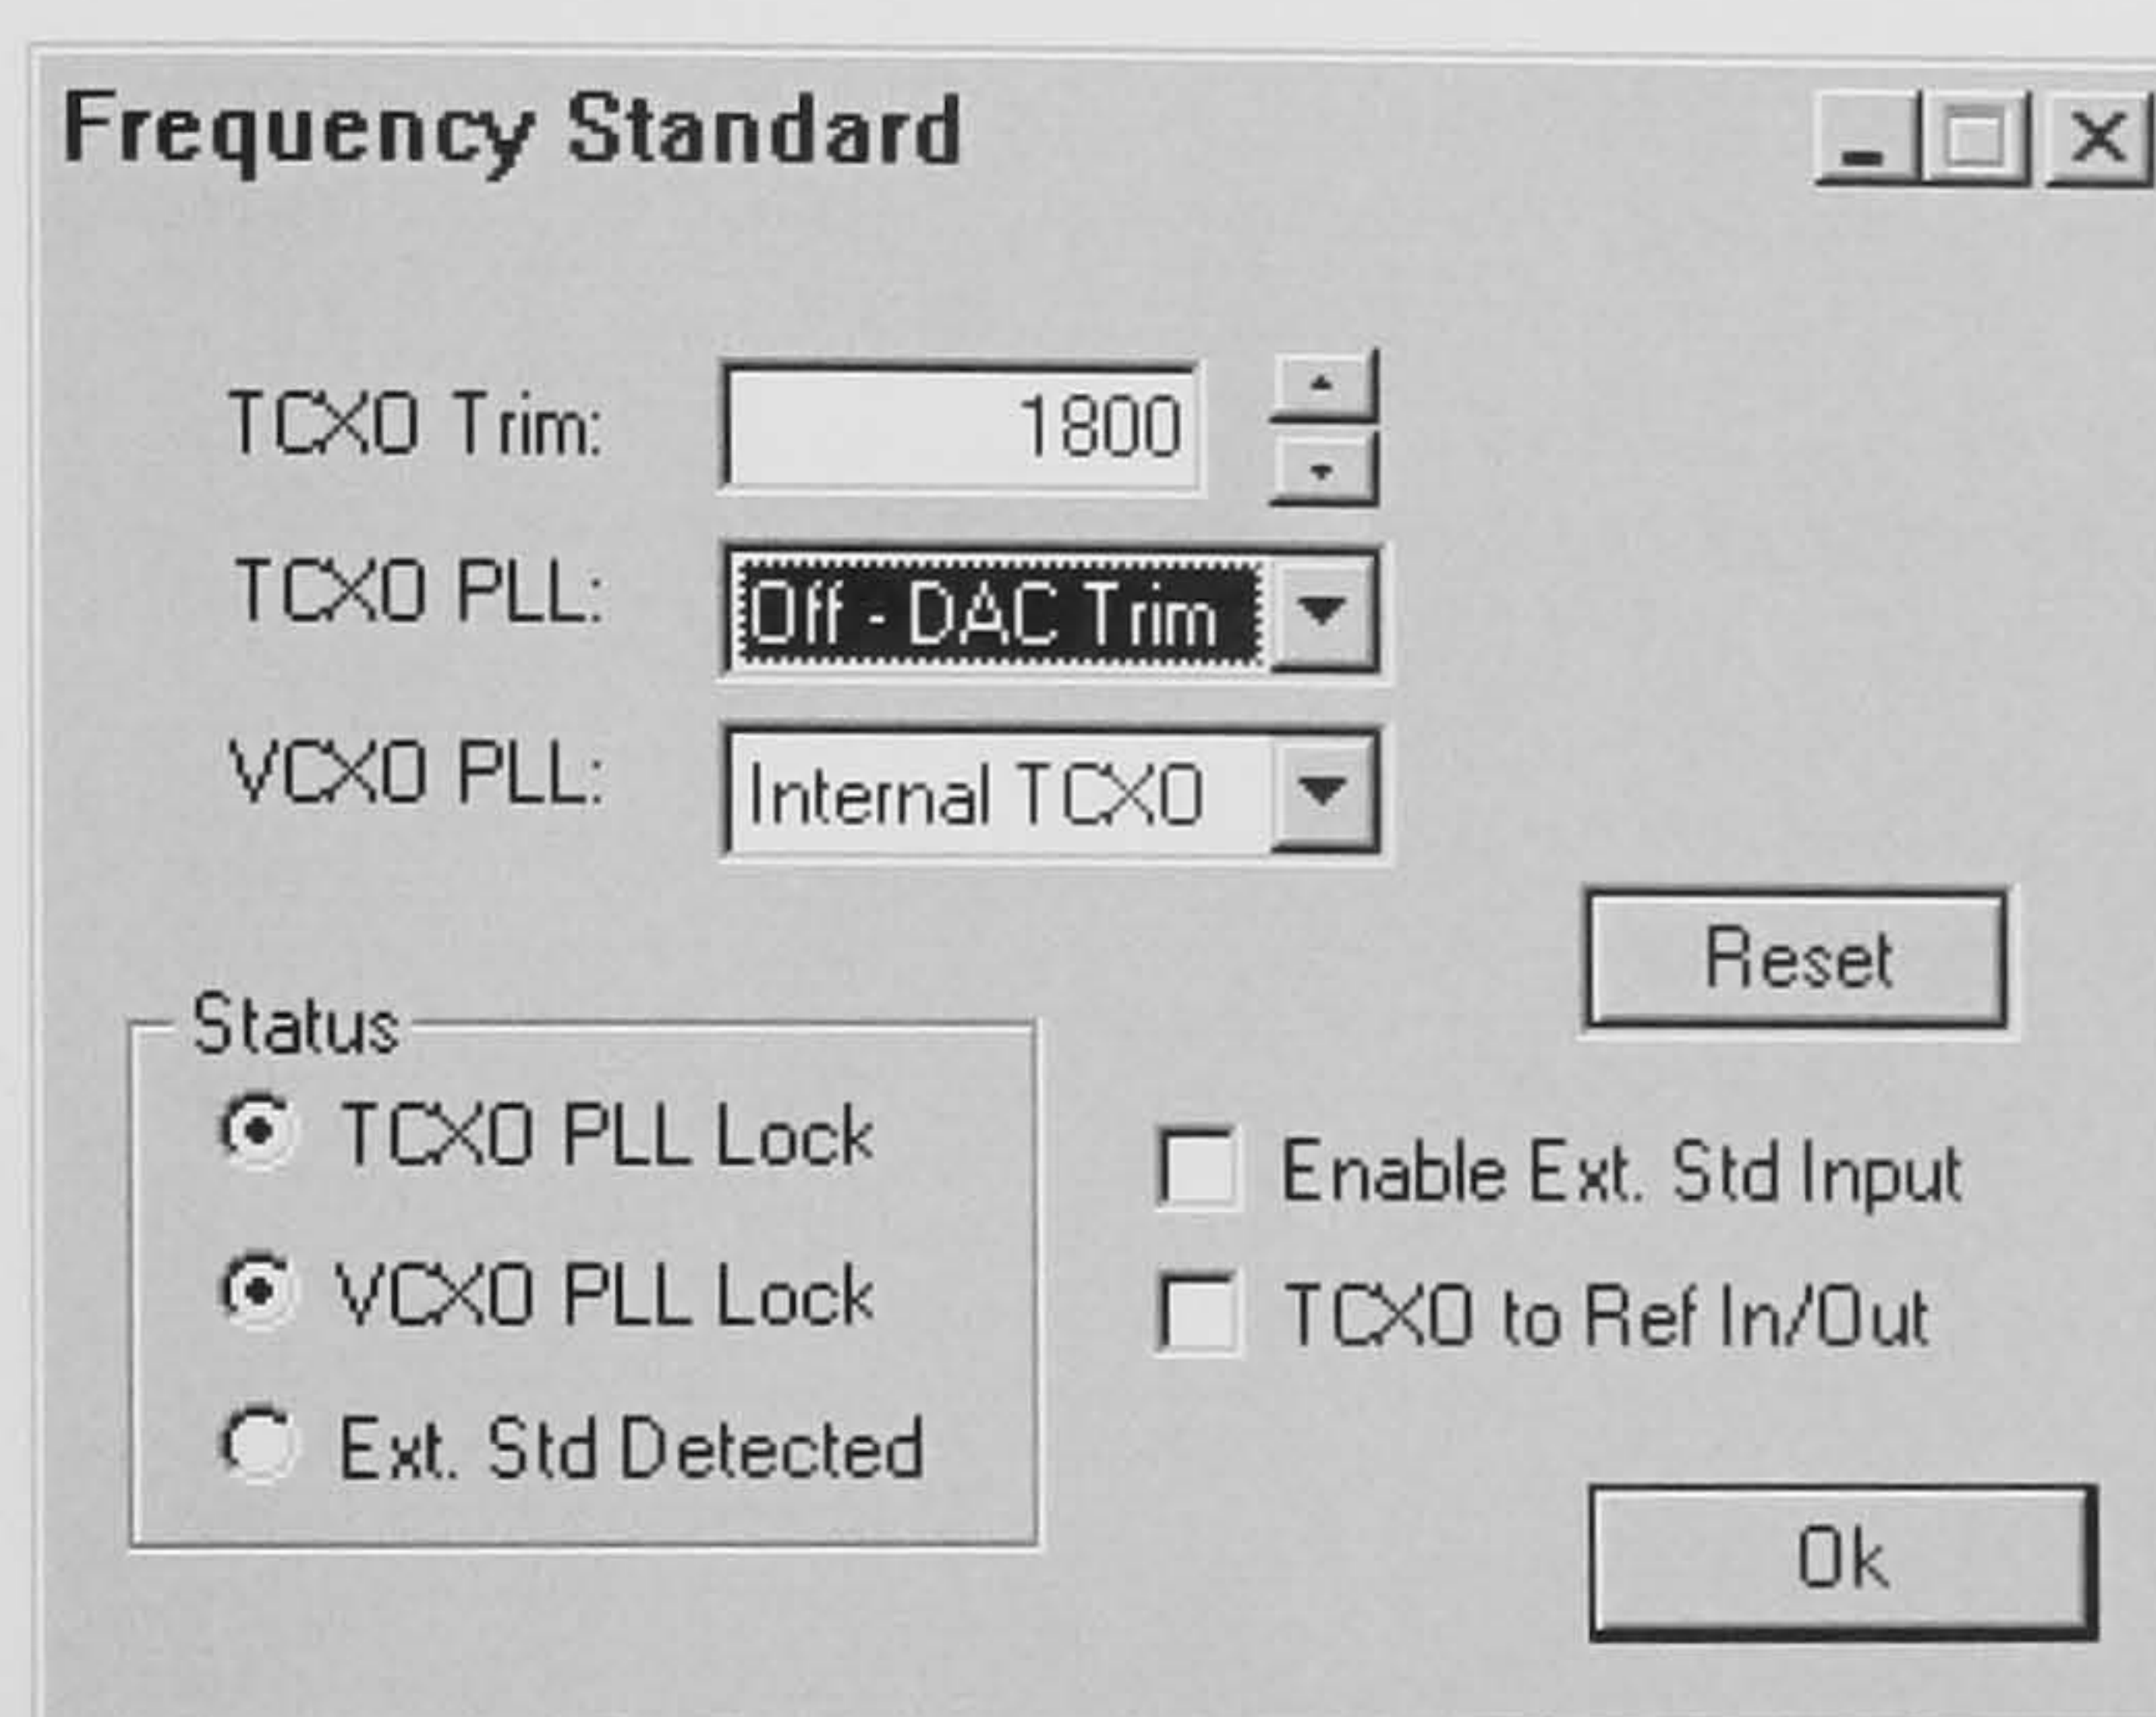 Frequency Standard
TCXO Trim: 1800
TCXO PLL: Off - DAC Trim
VCXO PLL: Internal TCXO
Reset
Status
TCXO PLL Lock
VCXO PLL Lock
Ext. Std Detected
Enable Ext. Std Input
TCXO to Ref In/Out
Ok